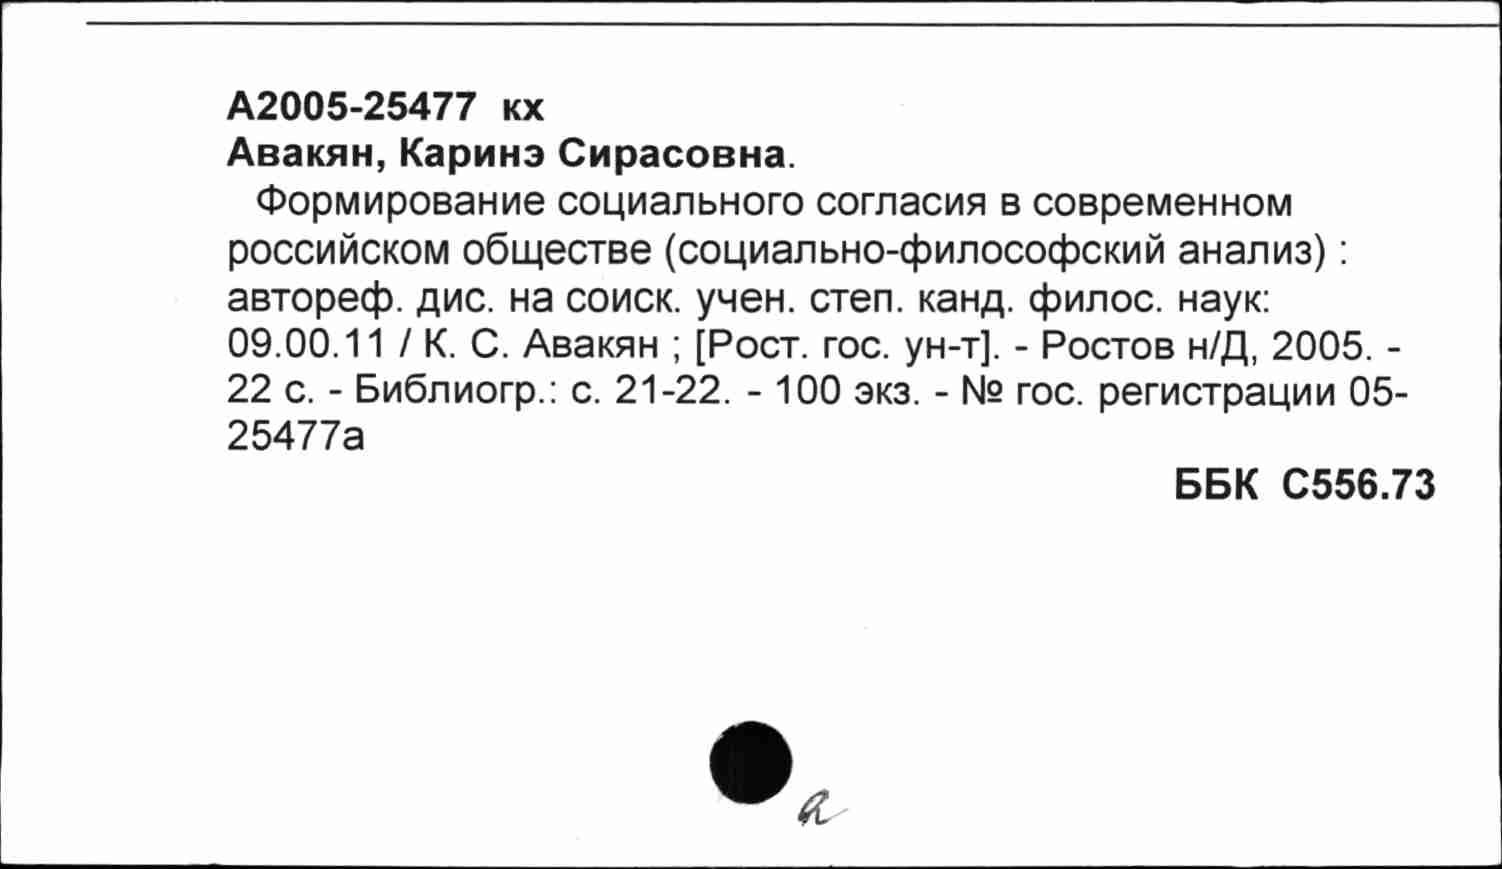 А2005-25477 кх
Авакян, Каринэ Сирасовна.
Формирование социального согласия в современном
российском обществе (социально-философский анализ) :
автореф. дис. на соиск. учен. степ. канд. филос. наук:
09.00.11 / К. С. Авакян ; [Рост. гос. ун-т]. - Ростов н/Д, 2005. -
22 с. - Библиогр.: с. 21-22. - 100 экз. - № гос. регистрации 05-
25477а
ББК С556.73
а